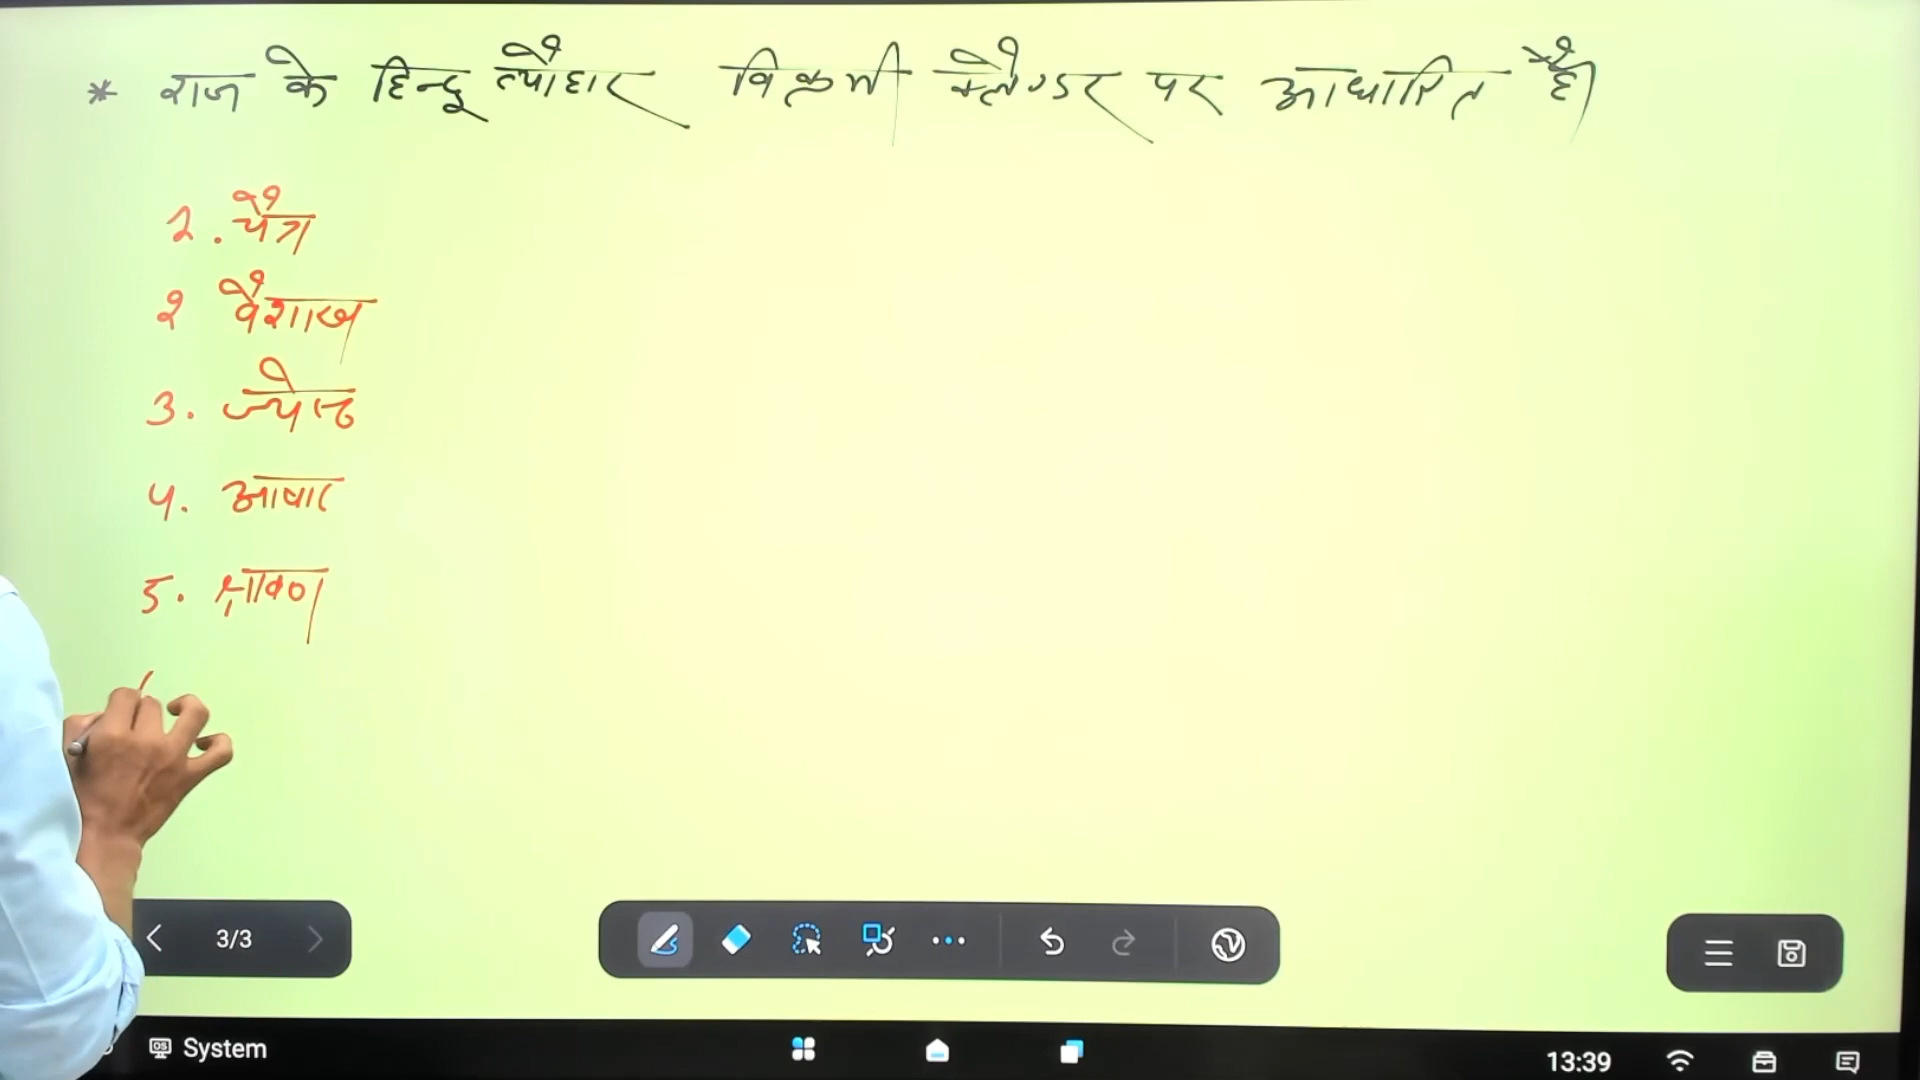 * राज के हिन्दू त्यौहार विक्रमी कैलेण्डर पर आधारित है।
1. चैत्र
2 वैशाख
3. ज्येष्ठ
4. आषाढ
5. श्रावण
3/3
System
13:39